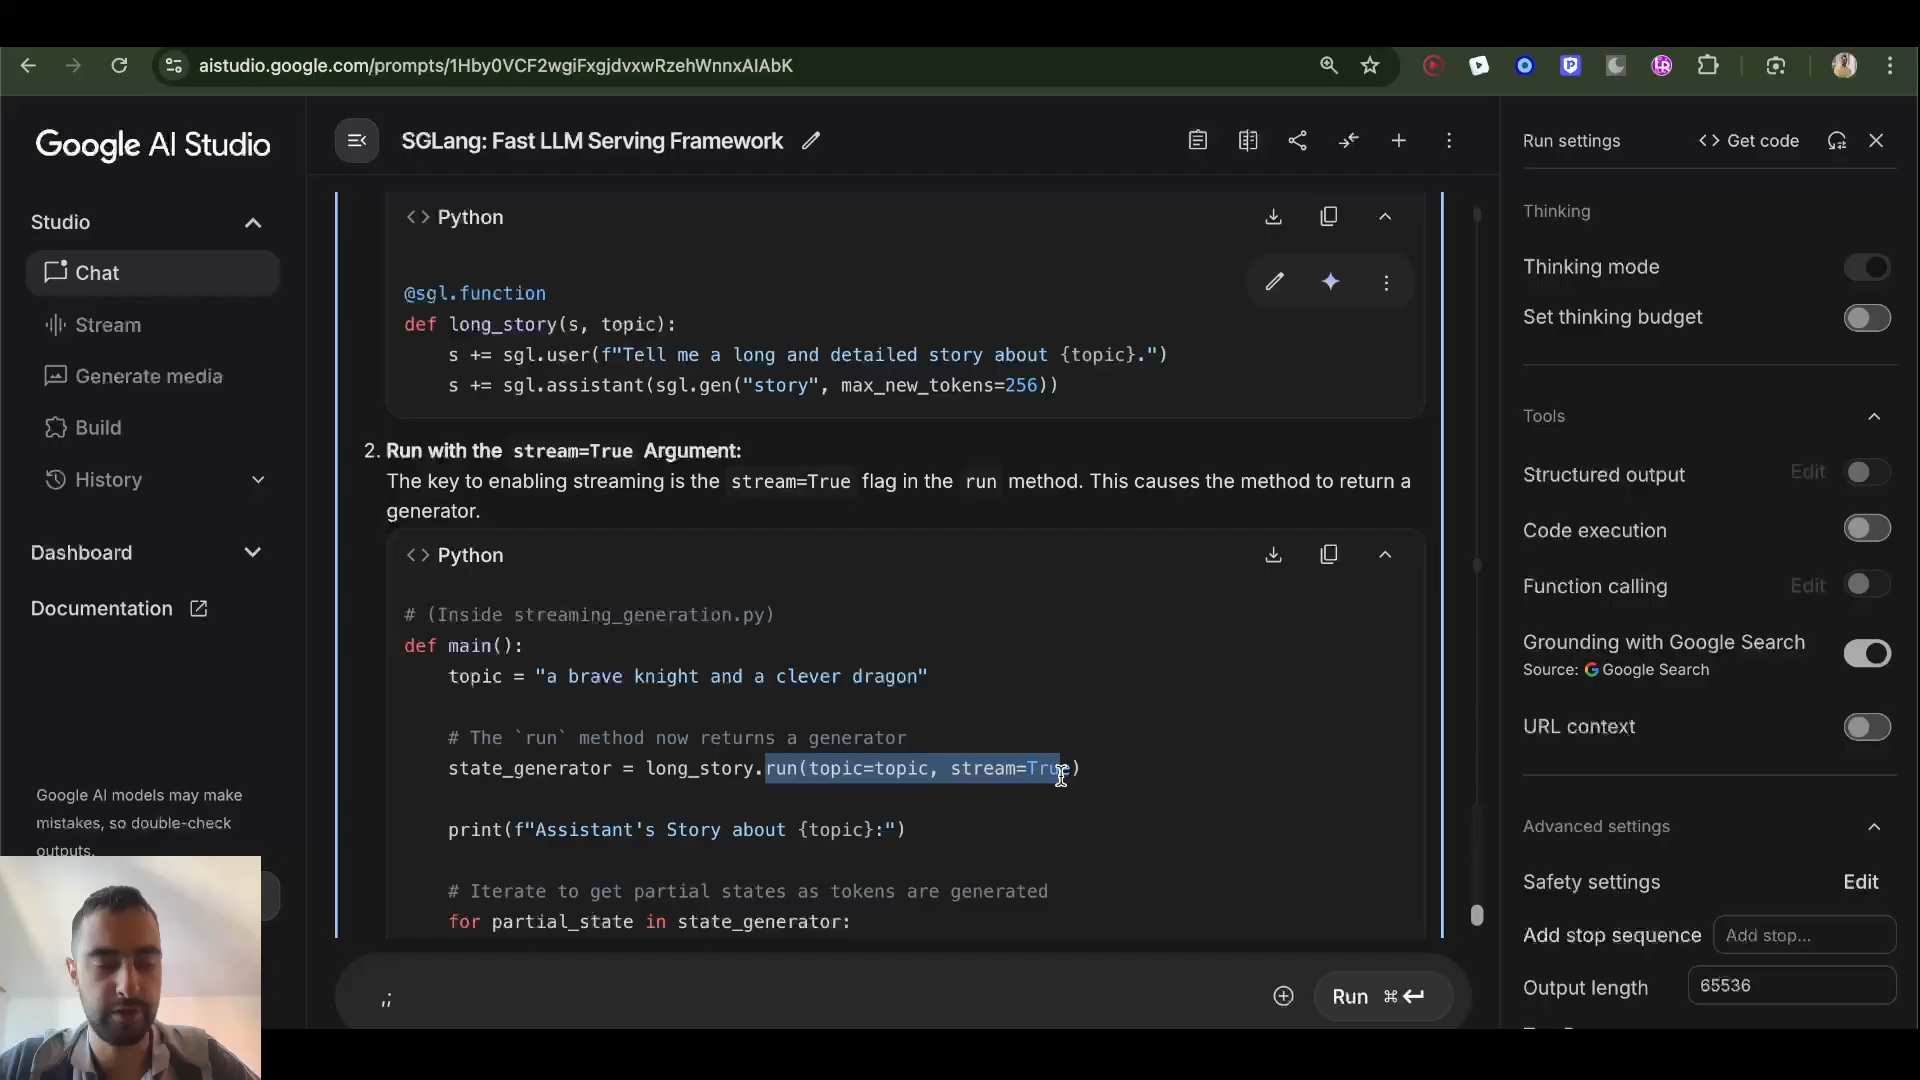 aistudio.google.com/prompts/1Hby0VCF2wgiFxgjdvxwRzehWnnxAlAbK
Google AI Studio
SGLang: Fast LLM Serving Framework
Run settings
<> Get code
Studio
Chat
Stream
Generate media
Build
History
Dashboard
Documentation
Google AI models may make
mistakes, so double-check
outputs.
<> Python
@sgl.function
def long_story(s, topic):
    s += sgl.user(f"Tell me a long and detailed story about {topic}.")
    s += sgl.assistant(sgl.gen("story", max_new_tokens=256))
2. Run with the stream=True Argument:
The key to enabling streaming is the stream=True flag in the run method. This causes the method to return a
generator.
<> Python
# (Inside streaming_generation.py)
def main():
    topic = "a brave knight and a clever dragon"
    # The `run` method now returns a generator
    state_generator = long_story.run(topic=topic, stream=True)
    print(f"Assistant's Story about {topic}:")
    # Iterate to get partial states as tokens are generated
    for partial_state in state_generator:
,;
Run ⌘↵
Thinking
Thinking mode
Set thinking budget
Tools
Structured output Edit
Code execution
Function calling Edit
Grounding with Google Search
Source: Google Search
URL context
Advanced settings
Safety settings Edit
Add stop sequence Add stop...
Output length 65536